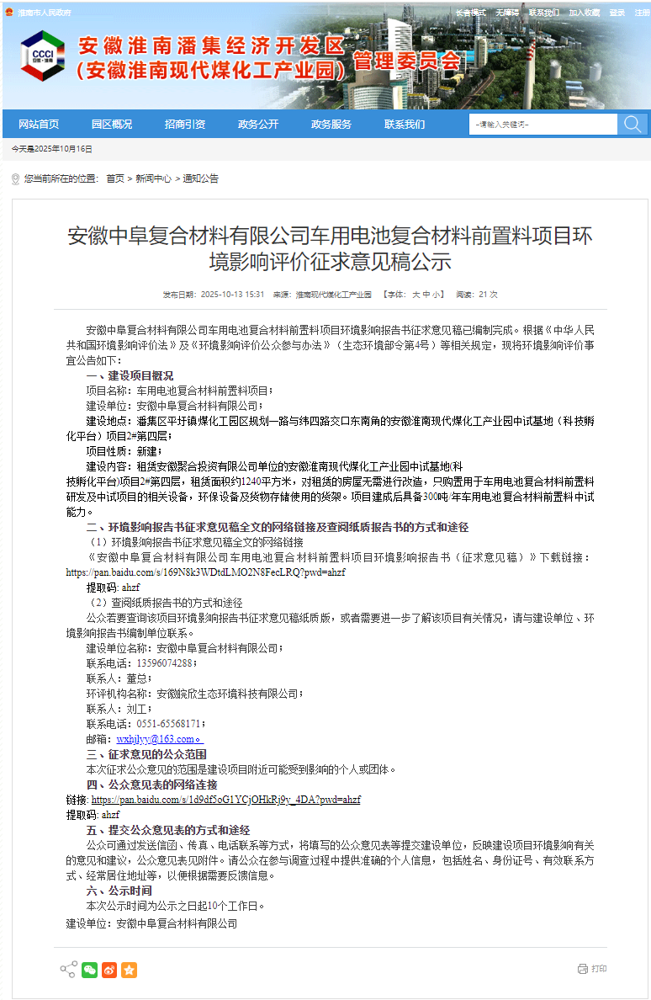 淮南市人民政府
长者模式 无障碍 联系我们 加入收藏 登录 注册
CCCI
安徽·淮南
安徽淮南潘集经济开发区
(安徽淮南现代煤化工产业园)
管理委员会
网站首页 园区概况 招商引资 政务公开 政务服务 联系我们
-请输入关键词-
今天是2025年10月16日
您当前所在的位置： 首页 > 新闻中心 > 通知公告
安徽中阜复合材料有限公司车用电池复合材料前置料项目环
境影响评价征求意见稿公示
发布日期：2025-10-13 15:31 来源：淮南现代煤化工产业园 【字体： 大 中 小】 阅读：21 次
安徽中阜复合材料有限公司车用电池复合材料前置料项目环境影响报告书征求意见稿已编制完成。根据《中华人民
共和国环境影响评价法》及《环境影响评价公众参与办法》（生态环境部令第4号）等相关规定，现将环境影响评价事
宜公告如下：
一、建设项目概况
项目名称：车用电池复合材料前置料项目；
建设单位：安徽中阜复合材料有限公司；
建设地点：潘集区平圩镇煤化工园区规划一路与纬四路交口东南角的安徽淮南现代煤化工产业园中试基地（科技孵
化平台）项目2#第四层；
项目性质：新建；
建设内容：租赁安徽聚合投资有限公司单位的安徽淮南现代煤化工产业园中试基地(科
技孵化平台)项目2#第四层，租赁面积约1240平方米，对租赁的房屋无需进行改造，只购置用于车用电池复合材料前置料
研发及中试项目的相关设备，环保设备及货物存储使用的货架。项目建成后具备300吨/年车用电池复合材料前置料中试
能力。
二、环境影响报告书征求意见稿全文的网络链接及查阅纸质报告书的方式和途径
（1）环境影响报告书征求意见稿全文的网络链接
《安徽中阜复合材料有限公司车用电池复合材料前置料项目环境影响报告书（征求意见稿）》下载链接：
https://pan.baidu.com/s/169N8k3WDtdLMO2N8FecLRQ?pwd=ahzf
提取码: ahzf
（2）查阅纸质报告书的方式和途径
公众若要查询该项目环境影响报告书征求意见稿纸质版，或者需要进一步了解该项目有关情况，请与建设单位、环
境影响报告书编制单位联系。
建设单位名称：安徽中阜复合材料有限公司；
联系电话：13596074288；
联系人：董总；
环评机构名称：安徽皖欣生态环境科技有限公司；
联系人：刘工；
联系电话：0551-65568171；
邮箱：wxhjlyy@163.com。
三、征求意见的公众范围
本次征求公众意见的范围是建设项目附近可能受到影响的个人或团体。
四、公众意见表的网络连接
链接: https://pan.baidu.com/s/1d9df5oG1YCjOHkRj9y_4DA?pwd=ahzf
提取码: ahzf
五、提交公众意见表的方式和途经
公众可通过发送信函、传真、电话联系等方式，将填写的公众意见表等提交建设单位，反映建设项目环境影响有关
的意见和建议，公众意见表见附件。请公众在参与调查过程中提供准确的个人信息，包括姓名、身份证号、有效联系方
式、经常居住地址等，以便根据需要反馈信息。
六、公示时间
本次公示时间为公示之日起10个工作日。
建设单位：安徽中阜复合材料有限公司
打印